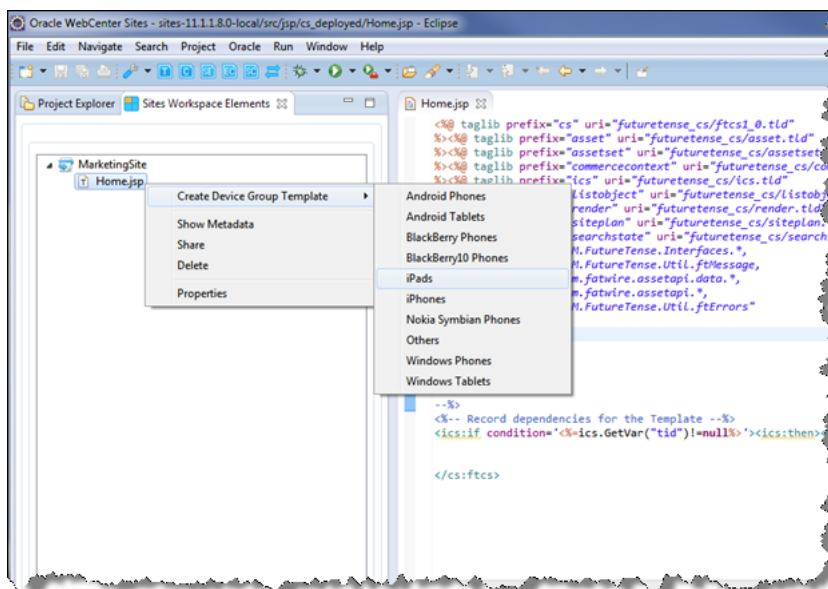 Oracle WebCenter Sites - sites-11.1.1.8.0-local/src/jsp/cs_deployed/Home.jsp - Eclipse
File Edit Navigate Search Project Oracle Run Window Help
Project Explorer Sites Workspace Elements Home.jsp
MarketingSite
Home.jsp
Create Device Group Template
Show Metadata
Share
Delete
Properties
Android Phones
Android Tablets
BlackBerry Phones
BlackBerry10 Phones
iPads
iPhones
Nokia Symbian Phones
Others
Windows Phones
Windows Tablets
<%@ taglib prefix="cs" uri="futuretense_cs/ftcs1_0.tld"
%><%@ taglib prefix="asset" uri="futuretense_cs/asset.tld"
%><%@ taglib prefix="assetset" uri="futuretense_cs/assetset
%><%@ taglib prefix="commercecontext" uri="futuretense_cs/co
%><%@ taglib prefix="ics" uri="futuretense_cs/ics.tld"
listobject" uri="futuretense_cs/listobj
render" uri="futuretense_cs/render.tld
siteplan" uri="futuretense_cs/siteplan.
searchstate" uri="futuretense_cs/search
M.FutureTense.Interfaces.*,
M.FutureTense.Util.ftMessage,
m.fatwire.assetapi.data.*,
m.fatwire.assetapi.*,
M.FutureTense.Util.ftErrors"
--%>
<%-- Record dependencies for the Template --%>
<ics:if condition='<%=ics.GetVar("tid")!=null%>'><ics:then>
</cs:ftcs>